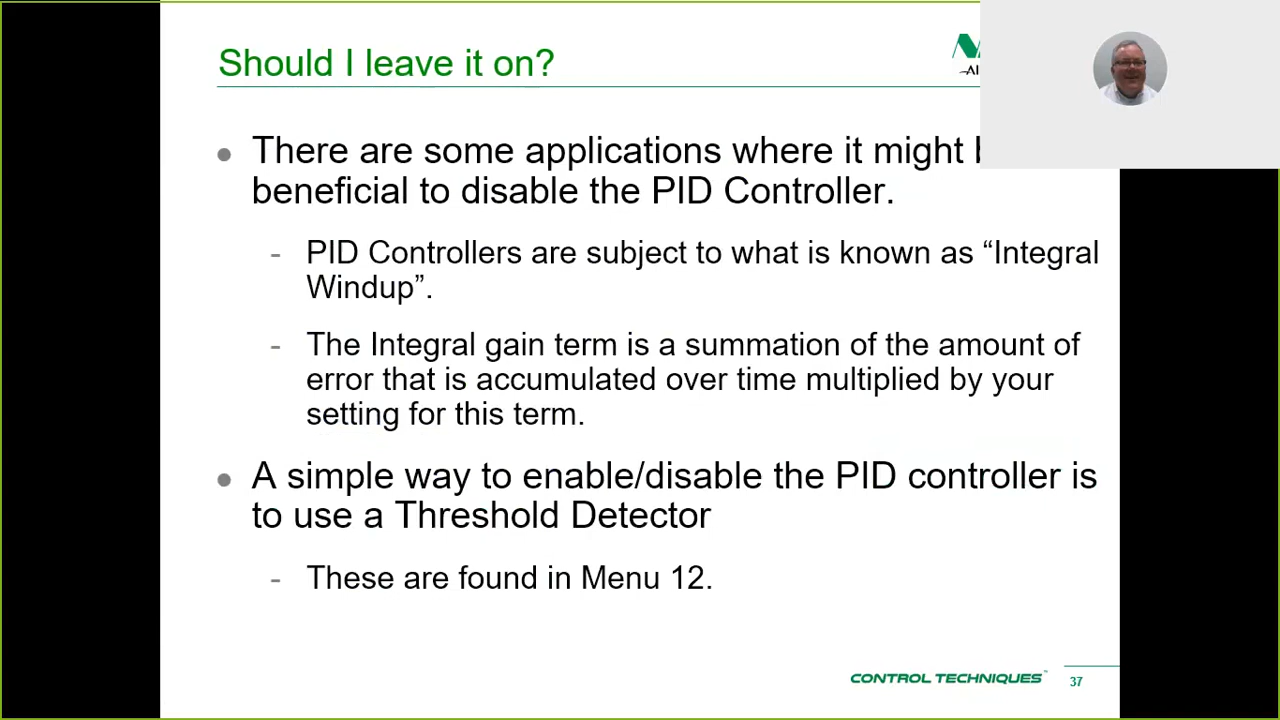 Should I leave it on?
There are some applications where it might
beneficial to disable the PID Controller.
- PID Controllers are subject to what is known as “Integral
Windup”.
- The Integral gain term is a summation of the amount of
error that is accumulated over time multiplied by your
setting for this term.
A simple way to enable/disable the PID controller is
to use a Threshold Detector
- These are found in Menu 12.
CONTROL TECHNIQUES™
37